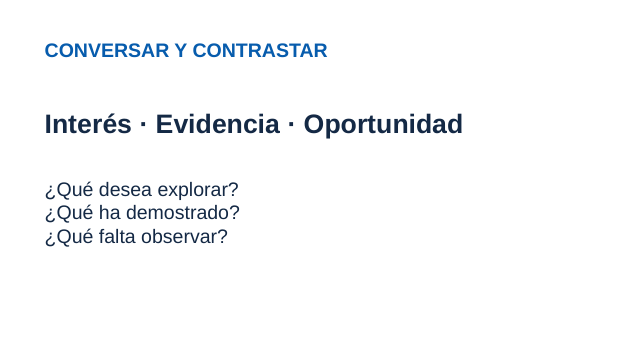 CONVERSAR Y CONTRASTAR
Interés · Evidencia · Oportunidad
¿Qué desea explorar?
¿Qué ha demostrado?
¿Qué falta observar?